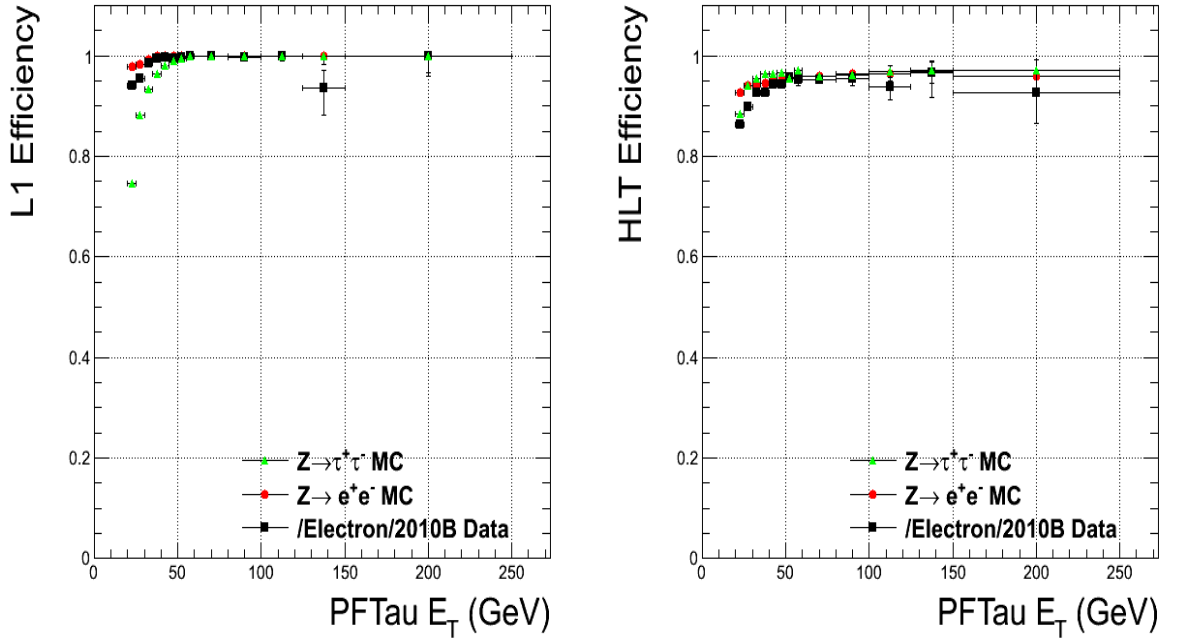 L1 Efficiency
1
0.8
0.6
0.4
0.2
0
0 50 100 150 200 250
PFTau E_T (GeV)
Z→τ⁺τ⁻ MC
Z→ e⁺e⁻ MC
/Electron/2010B Data
HLT Efficiency
1
0.8
0.6
0.4
0.2
0
0 50 100 150 200 250
PFTau E_T (GeV)
Z→τ⁺τ⁻ MC
Z→ e⁺e⁻ MC
/Electron/2010B Data